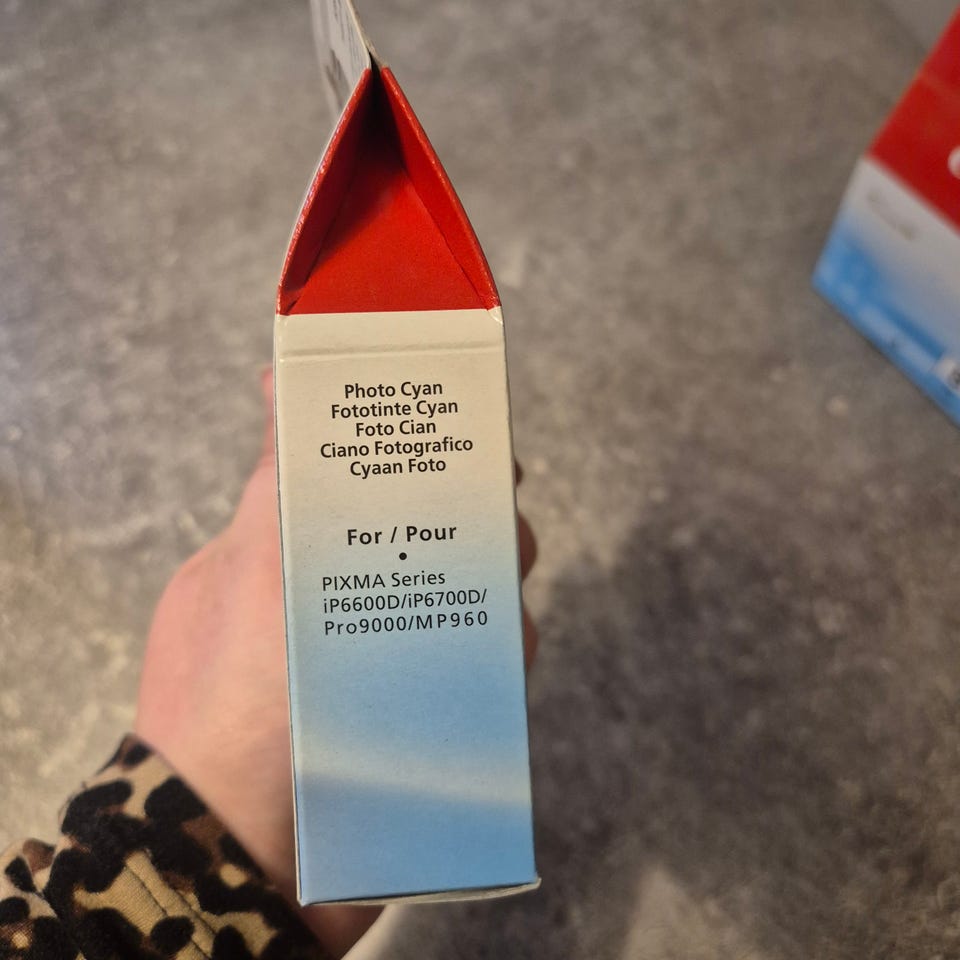 Photo Cyan
Fototinte Cyan
Foto Cian
Ciano Fotografico
Cyaan Foto
For / Pour
•
PIXMA Series
iP6600D/iP6700D/
Pro9000/MP960